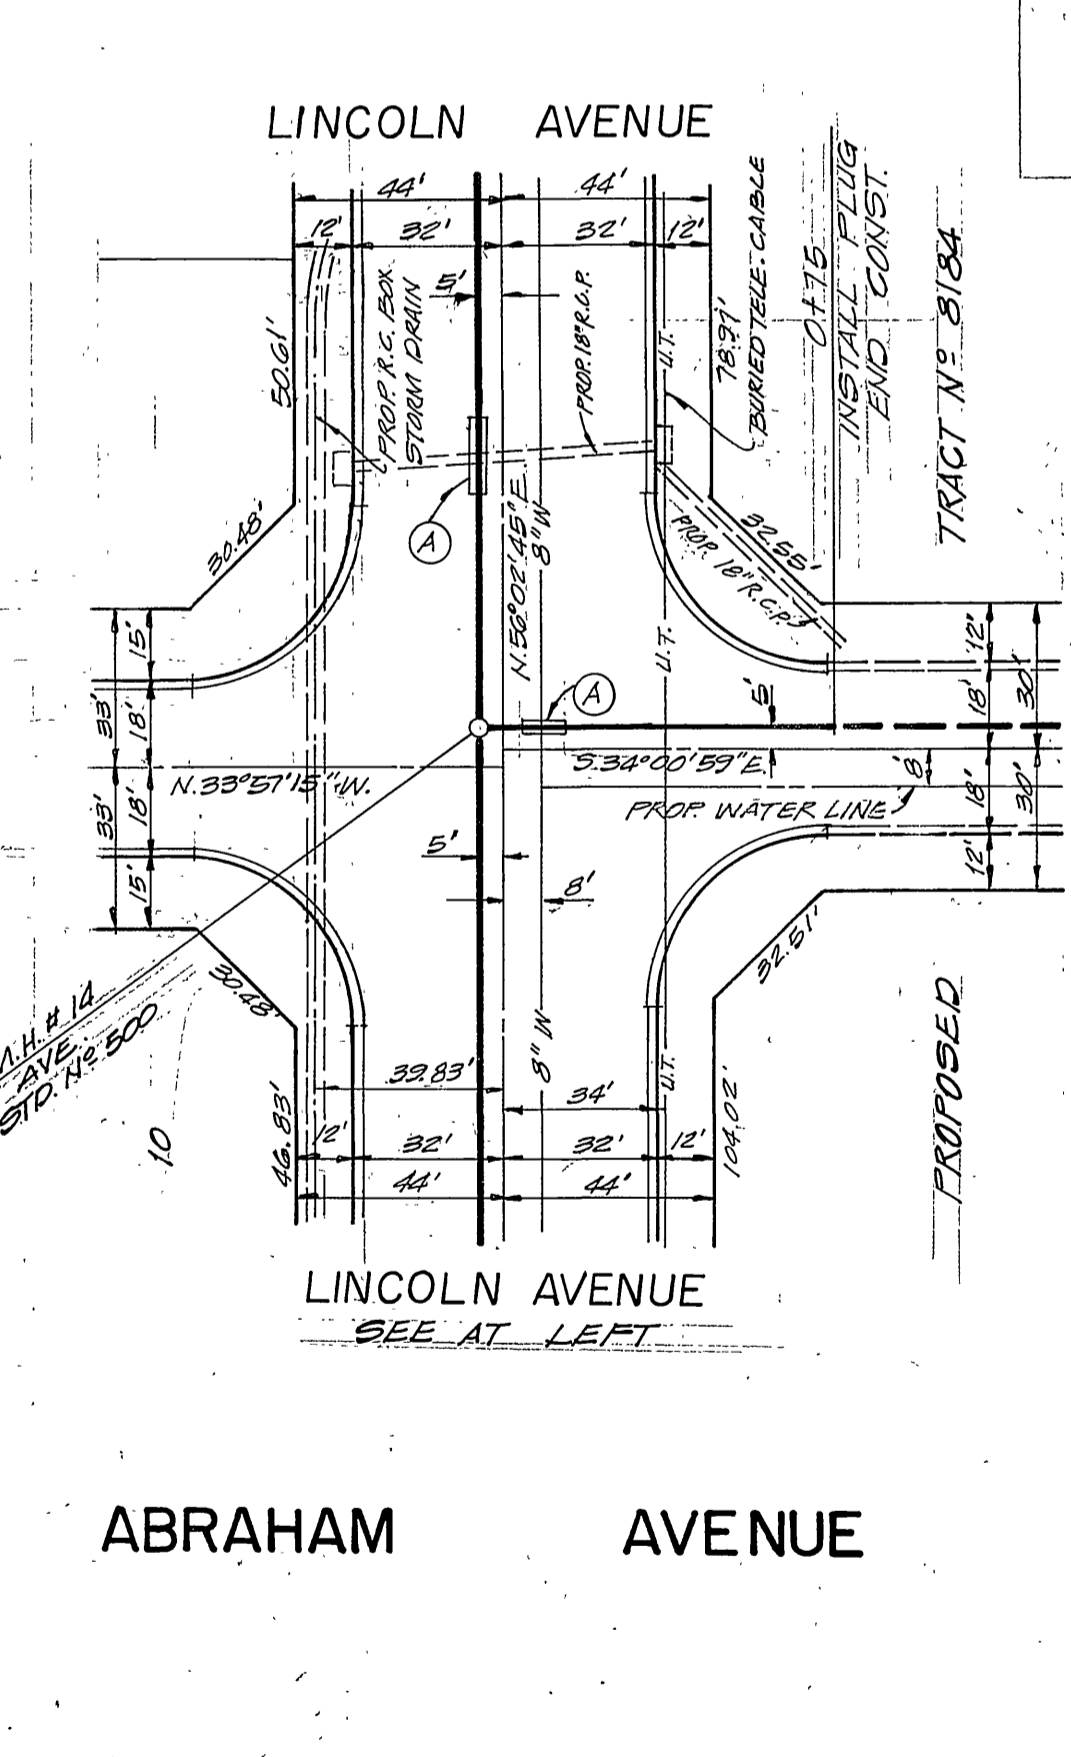 LINCOLN AVENUE
44' 44'
12' 32' 32' 12'
5'
50.61'
PROP. R.C. BOX
STORM DRAIN
PROP. 18" R.C.P.
U.T.
78.91'
BURIED TELE. CABLE
0+75
INSTALL PLUG
END CONST.
TRACT Nº 8184
A
30.48'
N.56°02'45"E.
8" W
32.55'
PROP. 18" R.C.P.
U.T.
15'
33'
18'
A
5'
12"
18'
30'
N.33°57'15"W.
S.34°00'59"E.
8'
PROP. WATER LINE
18'
33'
15'
5'
8'
18'
30'
12'
30.48'
32.51'
M.H. # 14
AVE.
STD. Nº 500
10
8" W
U.T.
39.83'
34'
46.83'
12' 32' 32' 12'
44' 44'
104.02'
PROPOSED
LINCOLN AVENUE
SEE AT LEFT
ABRAHAM AVENUE